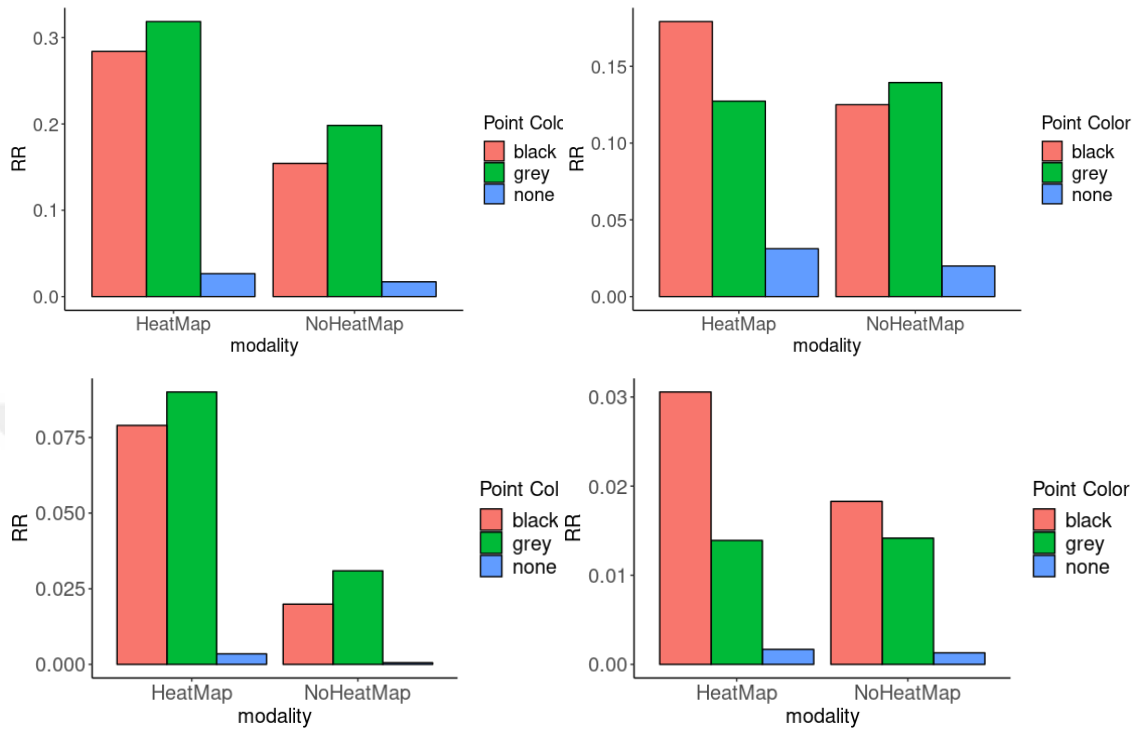 0.3
0.2
0.1
0.0
RR
HeatMap
NoHeatMap
modality
Point Colo
black
grey
none
0.15
0.10
0.05
0.00
RR
HeatMap
NoHeatMap
modality
Point Color
black
grey
none
0.075
0.050
0.025
0.000
RR
HeatMap
NoHeatMap
modality
Point Col
black
grey
none
0.03
0.02
0.01
0.00
RR
HeatMap
NoHeatMap
modality
Point Color
black
grey
none